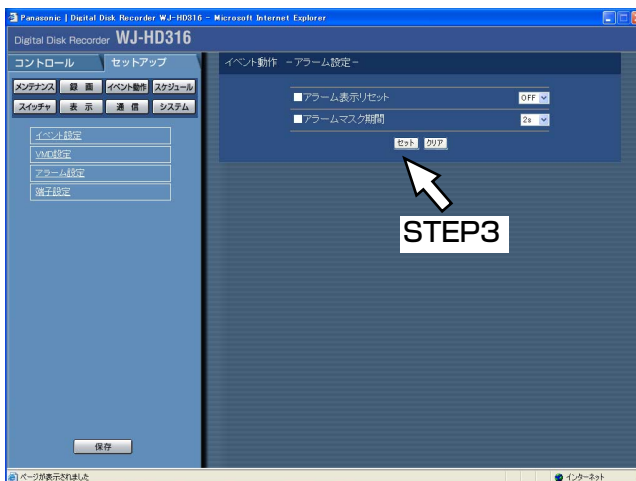 Panasonic | Digital Disk Recorder WJ-HD316 - Microsoft Internet Explorer
Digital Disk Recorder WJ-HD316
コントロール セットアップ
メンテナンス 録画 イベント動作 スケジュール
スイッチャ 表示 通信 システム
イベント設定
VMD設定
アラーム設定
端子設定
保存
イベント動作 －アラーム設定－
■アラーム表示リセット OFF
■アラームマスク期間 2s
セット クリア
STEP3
ページが表示されました インターネット